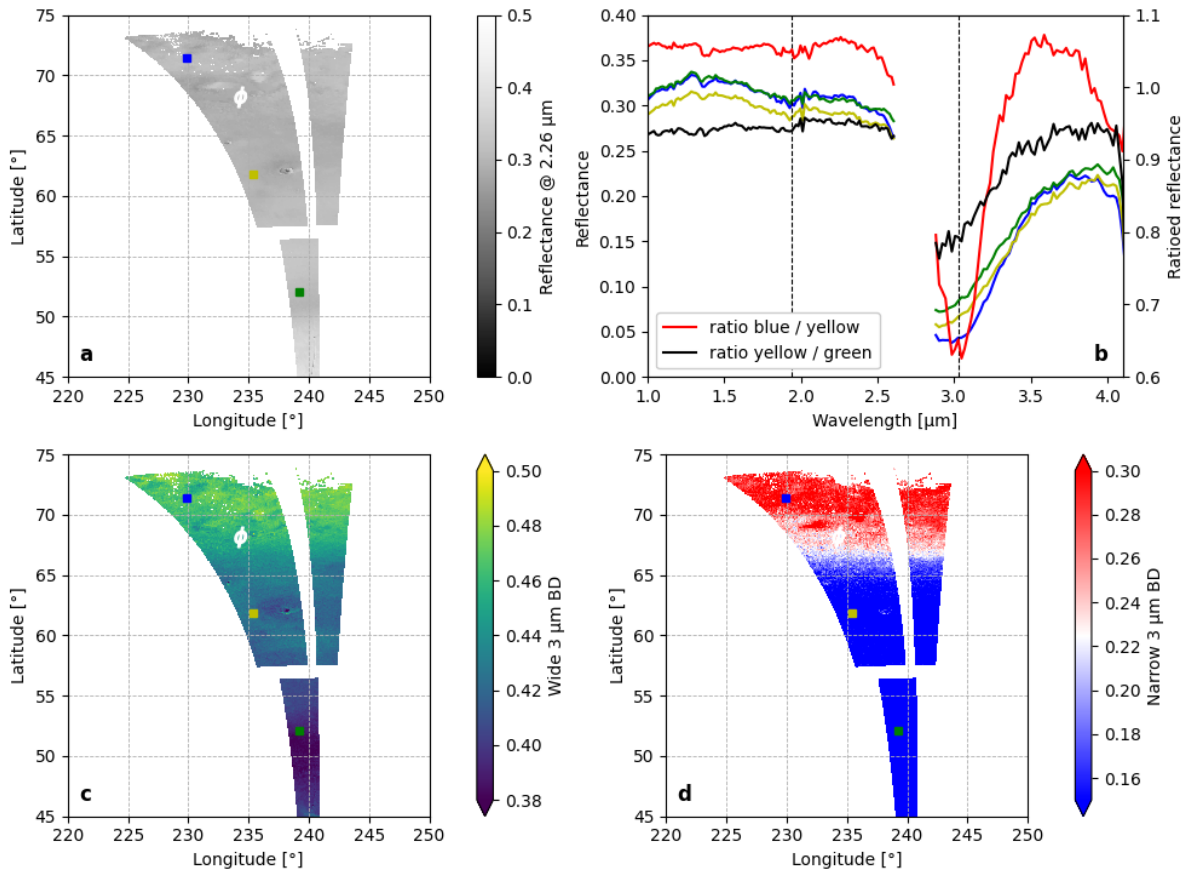 75
70
65
60
55
50
45
220 225 230 235 240 245 250
Latitude [°]
Longitude [°]
a
0.5
0.4
0.3
0.2
0.1
0.0
Reflectance @ 2.26 μm
ϕ
0.40
0.35
0.30
0.25
0.20
0.15
0.10
0.05
0.00
Reflectance
1.0 1.5 2.0 2.5 3.0 3.5 4.0
Wavelength [μm]
ratio blue / yellow
ratio yellow / green
b
1.1
1.0
0.9
0.8
0.7
0.6
Ratioed reflectance
75
70
65
60
55
50
45
220 225 230 235 240 245 250
Latitude [°]
Longitude [°]
c
ϕ
0.50
0.48
0.46
0.44
0.42
0.40
0.38
Wide 3 μm BD
75
70
65
60
55
50
45
220 225 230 235 240 245 250
Latitude [°]
Longitude [°]
d
ϕ
0.30
0.28
0.26
0.24
0.22
0.20
0.18
0.16
Narrow 3 μm BD